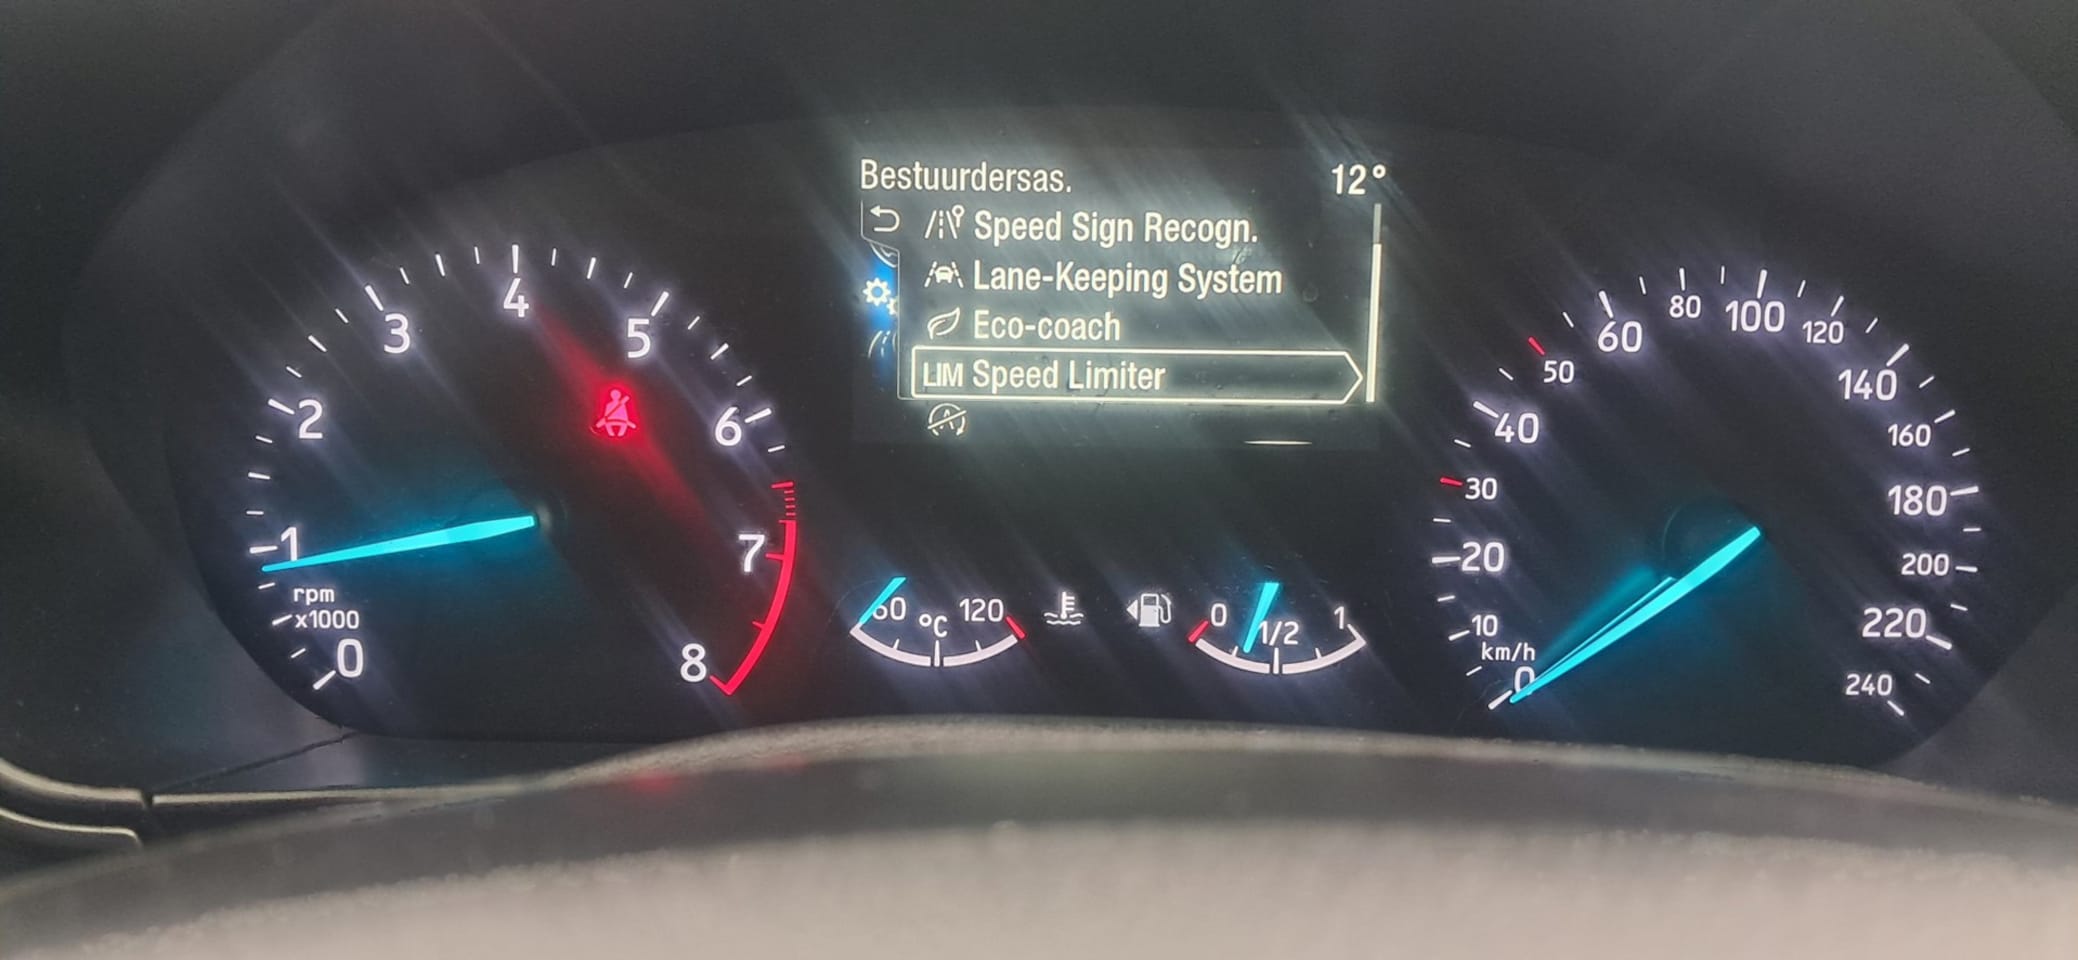 Bestuurdersas. 12°
Speed Sign Recogn.
Lane-Keeping System
Eco-coach
LIM Speed Limiter
0
1
2
3
4
5
6
7
8
rpm
x1000
60 °C 120
0 1/2 1
0
10
20
30
40
50
60
80
100
120
140
160
180
200
220
240
km/h